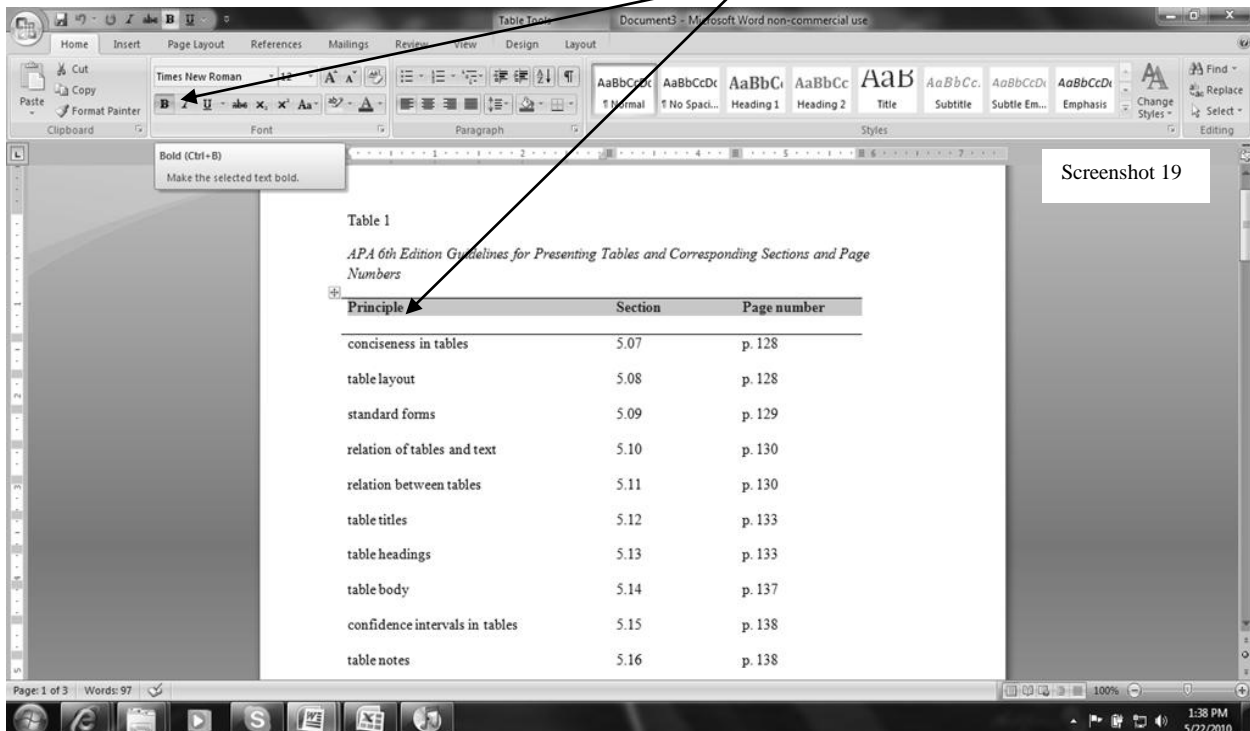 Table Tools Document3 - Microsoft Word non-commercial use
Home Insert Page Layout References Mailings Review View Design Layout
Cut
Copy
Format Painter
Paste
Clipboard
Times New Roman 12
Font
Paragraph
AaBbCcDc AaBbCcDc AaBbC AaBbCc AaB AaBbCc. AaBbCcDt AaBbCcDt
¶ Normal ¶ No Spaci... Heading 1 Heading 2 Title Subtitle Subtle Em... Emphasis
Change Styles
Styles
Find
Replace
Select
Editing
Bold (Ctrl+B)
Make the selected text bold.
Screenshot 19
Table 1
APA 6th Edition Guidelines for Presenting Tables and Corresponding Sections and Page
Numbers
Principle Section Page number
conciseness in tables 5.07 p. 128
table layout 5.08 p. 128
standard forms 5.09 p. 129
relation of tables and text 5.10 p. 130
relation between tables 5.11 p. 130
table titles 5.12 p. 133
table headings 5.13 p. 133
table body 5.14 p. 137
confidence intervals in tables 5.15 p. 138
table notes 5.16 p. 138
Page: 1 of 3 Words: 97
100%
1:38 PM
5/22/2010